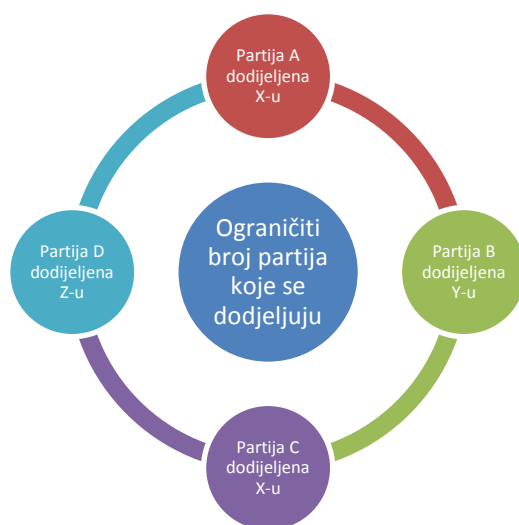 Partija A
dodijeljena
X-u
Ograničiti
broj partija
koje se
dodjeljuju
Partija D
dodijeljena
Z-u
Partija B
dodijeljena
Y-u
Partija C
dodijeljena
X-u